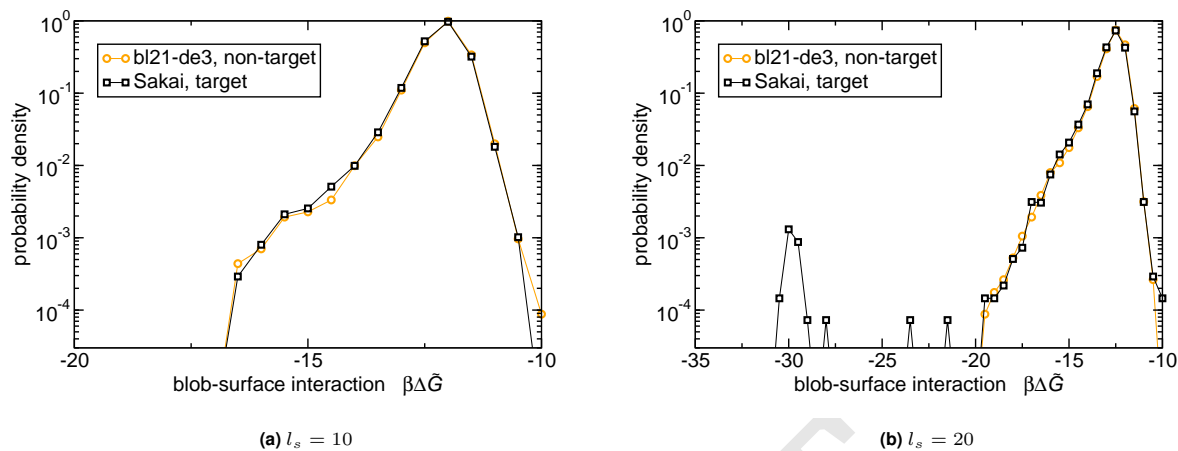 10^0
10^-1
10^-2
10^-3
10^-4
probability density
bl21-de3, non-target
Sakai, target
-20 -15 -10
blob-surface interaction βΔG̃
(a) l_s = 10
10^0
10^-1
10^-2
10^-3
10^-4
probability density
bl21-de3, non-target
Sakai, target
-35 -30 -25 -20 -15 -10
blob-surface interaction βΔG̃
(b) l_s = 20